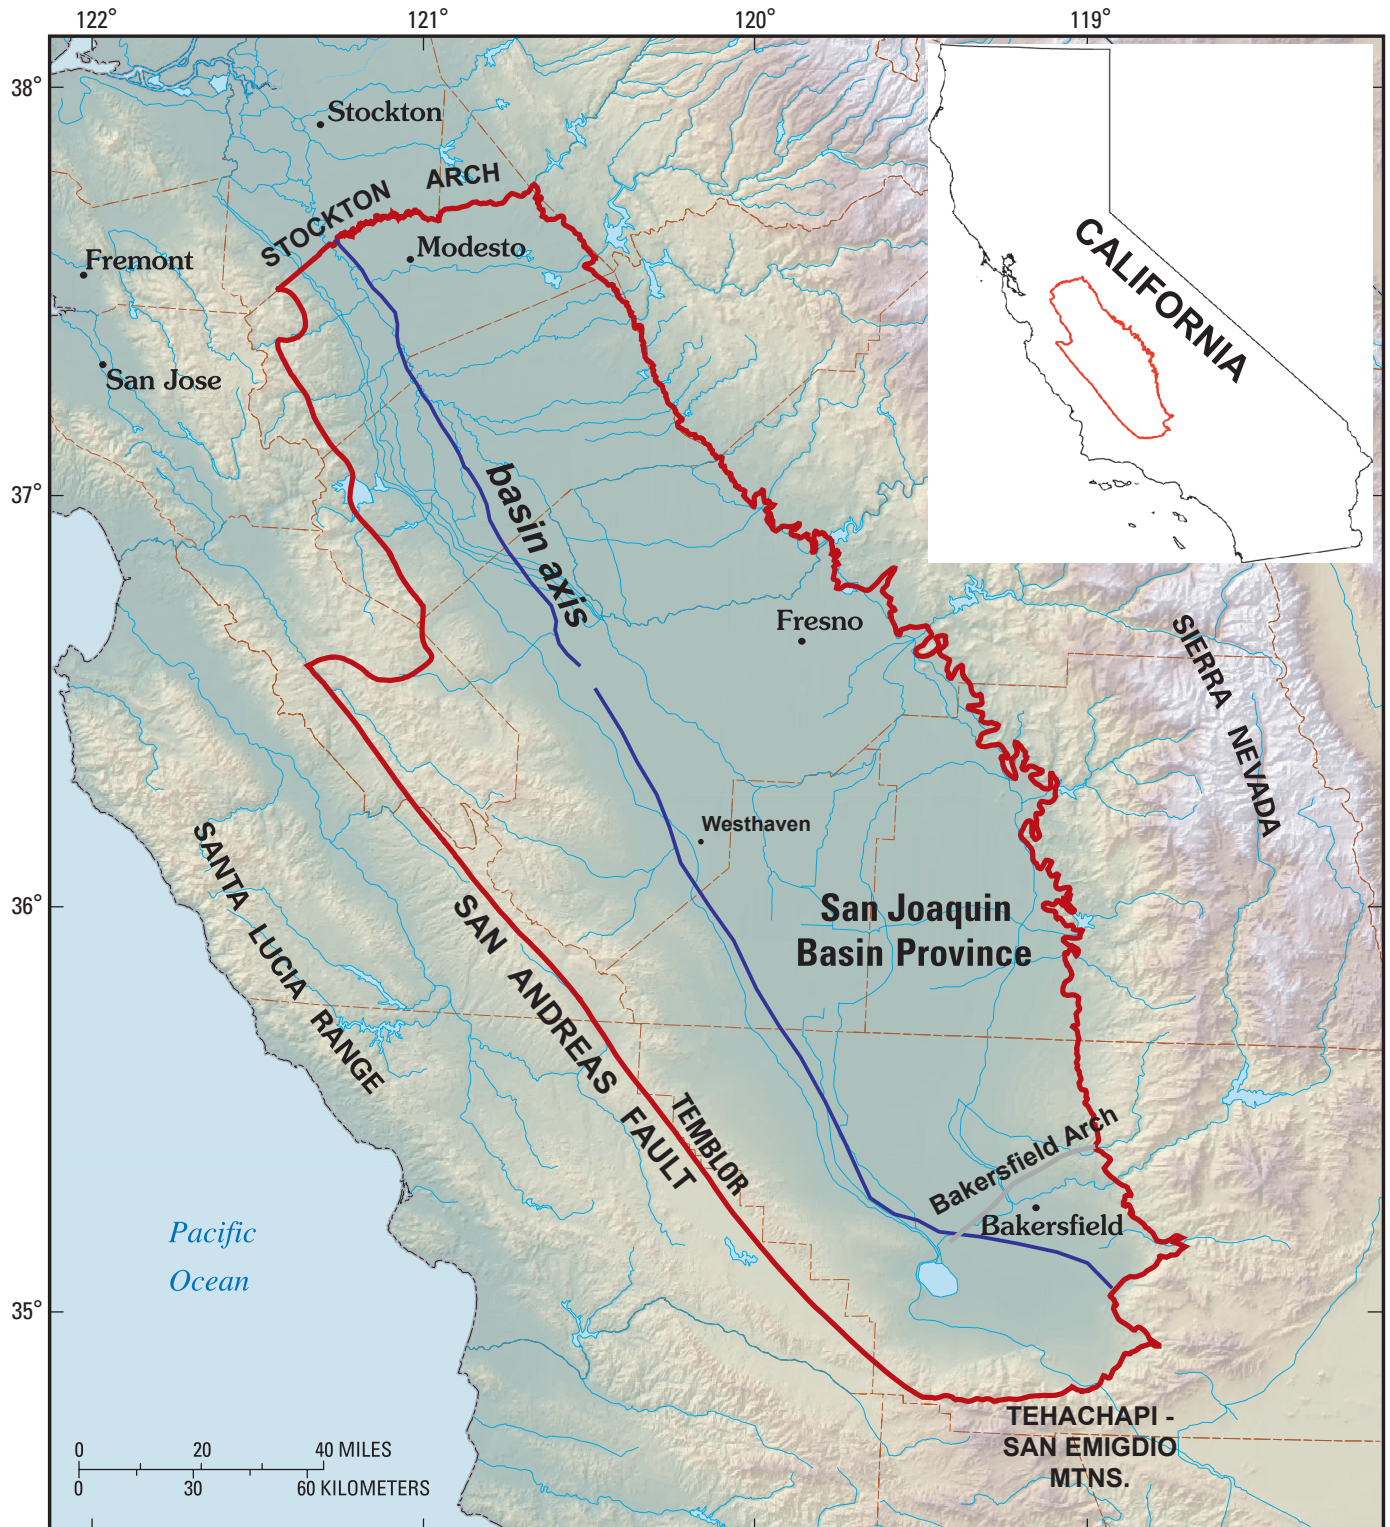 122°
121°
120°
119°
38°
37°
36°
35°
Stockton
STOCKTON ARCH
Modesto
Fremont
San Jose
CALIFORNIA
basin axis
Fresno
SIERRA NEVADA
Westhaven
San Joaquin
Basin Province
SANTA LUCIA RANGE
SAN ANDREAS FAULT
TEMBLOR
Bakersfield Arch
Bakersfield
Pacific
Ocean
TEHACHAPI -
SAN EMIGDIO
MTNS.
0 20 40 MILES
0 30 60 KILOMETERS